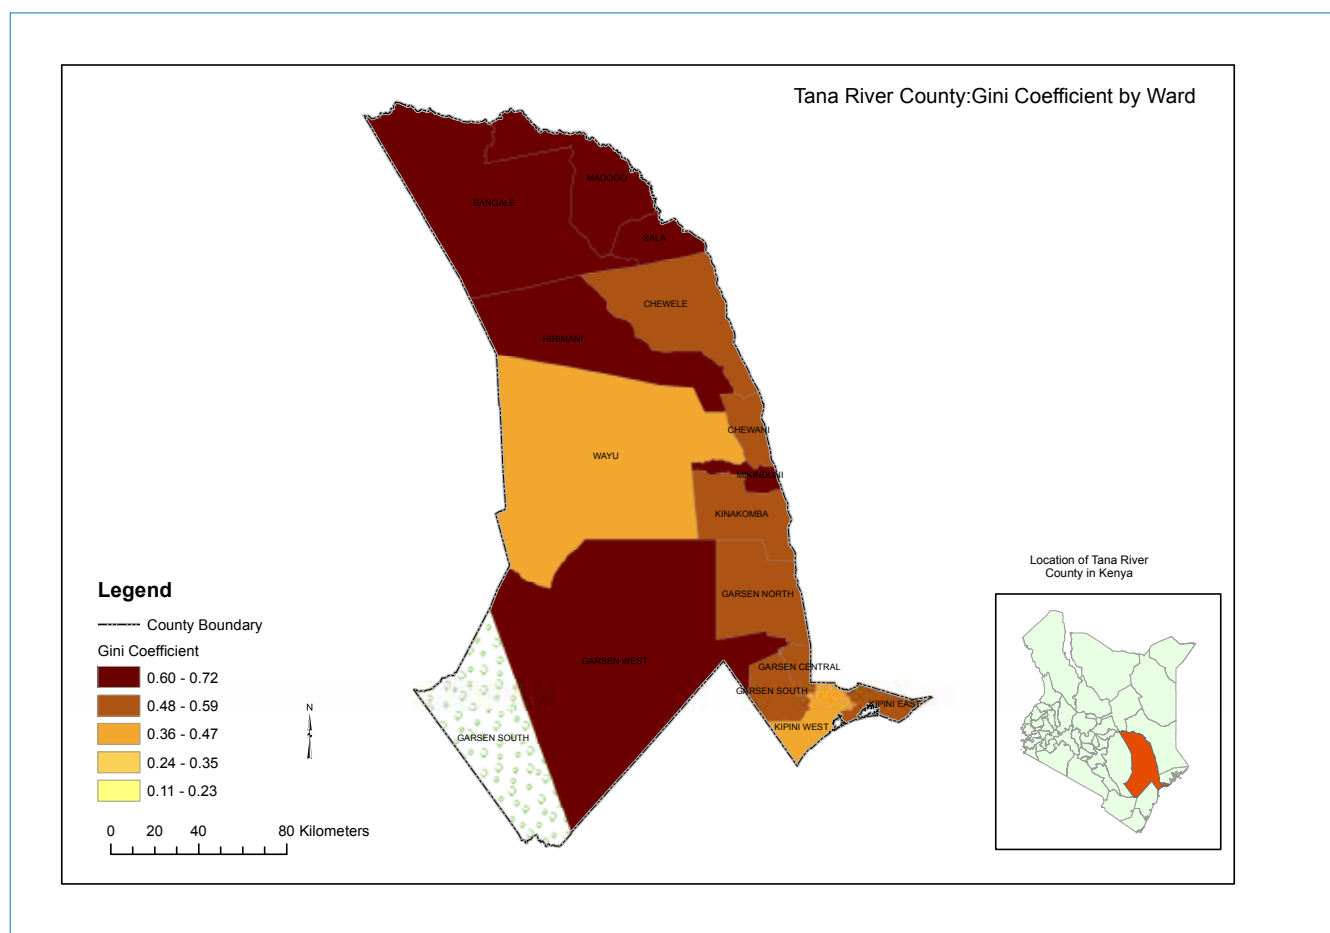 Tana River County:Gini Coefficient by Ward
MADOGO
BANGALE
SALA
CHEWELE
HIRIMANI
CHEWANI
WAYU
MIKINDUNI
KINAKOMBA
GARSEN NORTH
GARSEN WEST
GARSEN CENTRAL
GARSEN SOUTH
KIPINI EAST
KIPINI WEST
GARSEN SOUTH
Legend
County Boundary
Gini Coefficient
0.60 - 0.72
0.48 - 0.59
0.36 - 0.47
0.24 - 0.35
0.11 - 0.23
N
0 20 40 80 Kilometers
Location of Tana River
County in Kenya